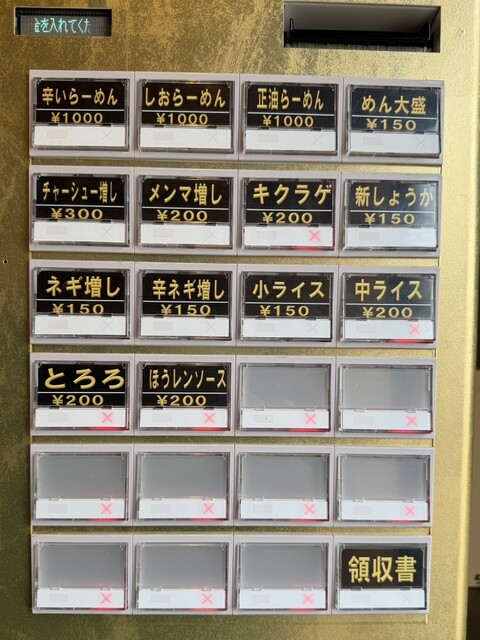 金を入れてくだ
辛いらーめん
¥1000
しおらーめん
¥1000
正油らーめん
¥1000
めん大盛
¥150
チャーシュー増し
¥300
メンマ増し
¥200
キクラゲ
¥200
新しょうが
¥150
ネギ増し
¥150
辛ネギ増し
¥150
小ライス
¥150
中ライス
¥200
とろろ
¥200
ほうレンソース
¥200
領収書